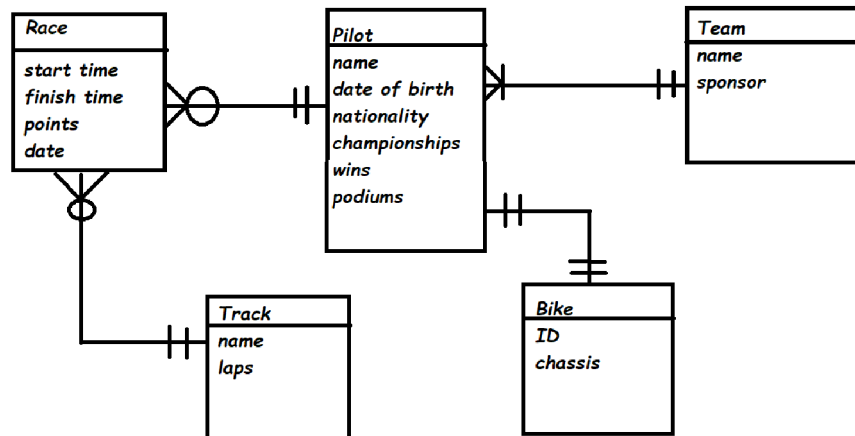 Race
start time
finish time
points
date
Pilot
name
date of birth
nationality
championships
wins
podiums
Team
name
sponsor
Track
name
laps
Bike
ID
chassis